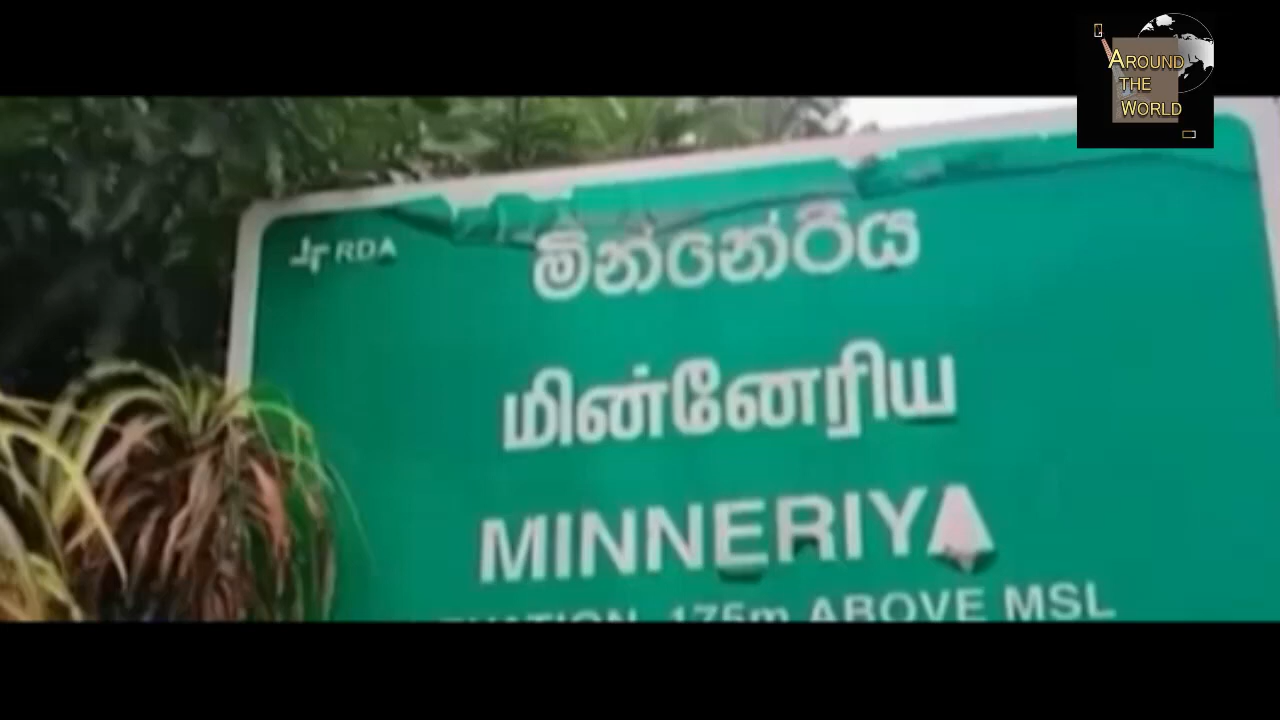 AROUND
THE
WORLD
RDA
මින්නේරිය
மின்னேரிய
MINNERIYA
175m ABOVE MSL